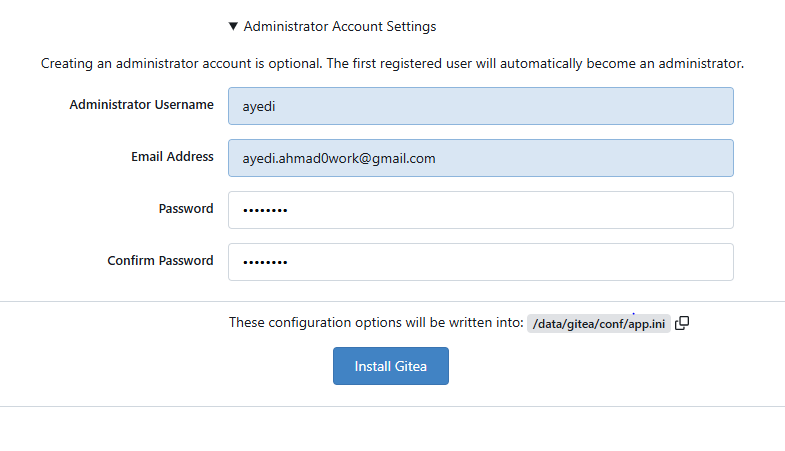 ▼ Administrator Account Settings
Creating an administrator account is optional. The first registered user will automatically become an administrator.
Administrator Username ayedi
Email Address ayedi.ahmad0work@gmail.com
Password ••••••••
Confirm Password ••••••••
These configuration options will be written into: /data/gitea/conf/app.ini
Install Gitea